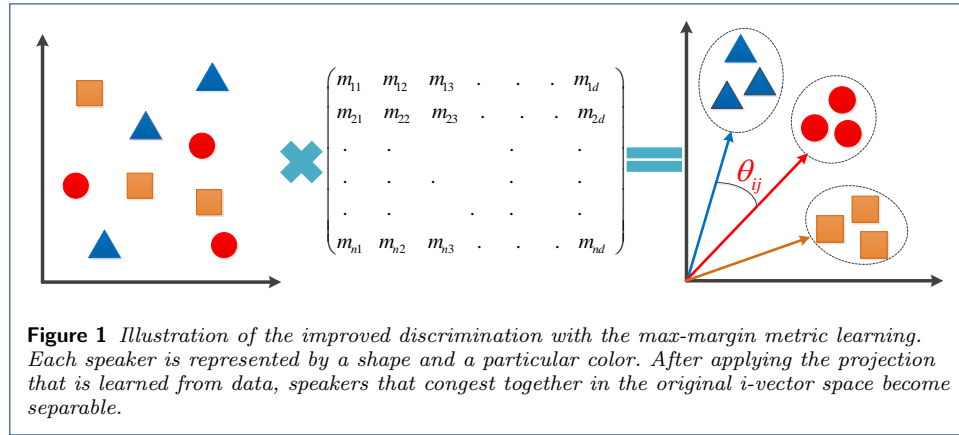 m11 m12 m13 . . . m1d
m21 m22 m23 . . . m2d
. . . .
. . . . .
. . . . .
mn1 mn2 mn3 . . . mnd
θij
Figure 1 Illustration of the improved discrimination with the max-margin metric learning.
Each speaker is represented by a shape and a particular color. After applying the projection
that is learned from data, speakers that congest together in the original i-vector space become
separable.